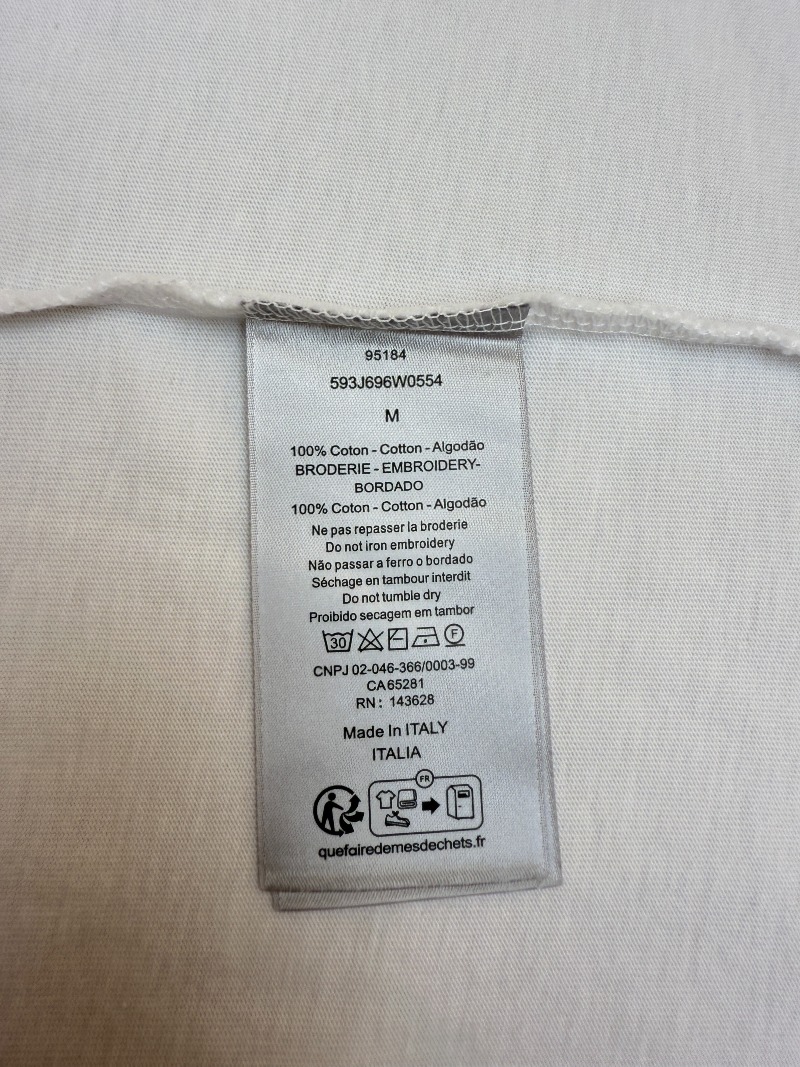 95184
593J696W0554
M
100% Coton - Cotton - Algodão
BRODERIE - EMBROIDERY-
BORDADO
100% Coton - Cotton - Algodão
Ne pas repasser la broderie
Do not iron embroidery
Não passar a ferro o bordado
Séchage en tambour interdit
Do not tumble dry
Proibido secagem em tambor
30 F
CNPJ 02-046-366/0003-99
CA 65281
RN : 143628
Made In ITALY
ITALIA
FR
quefairedemesdechets.fr